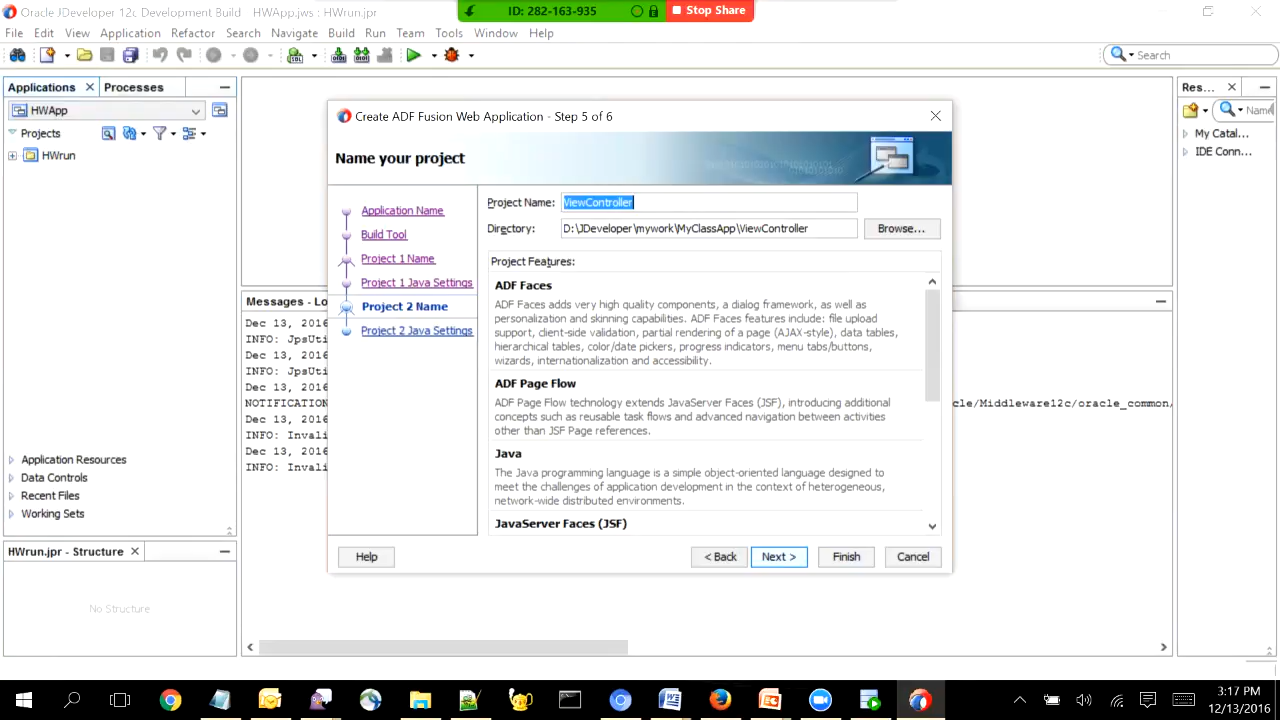 Oracle JDeveloper 12c Development Build - HWApp.jws : HWrun.jpr
ID: 282-163-935
Stop Share
File Edit View Application Refactor Search Navigate Build Run Team Tools Window Help
Search
Applications
Processes
HWApp
Projects
HWrun
Application Resources
Data Controls
Recent Files
Working Sets
HWrun.jpr - Structure
No Structure
Messages - Lo
Dec 13, 2016
INFO: JpsUti
Dec 13, 2016
INFO: JpsUti
Dec 13, 2016
NOTIFICATION
cle/Middleware12c/oracle_common/
Dec 13, 2016
INFO: Invali
Dec 13, 2016
INFO: Invali
Create ADF Fusion Web Application - Step 5 of 6
Name your project
Application Name
Build Tool
Project 1 Name
Project 1 Java Settings
Project 2 Name
Project 2 Java Settings
Project Name: ViewController
Directory: D:\JDeveloper\mywork\MyClassApp\ViewController
Browse...
Project Features:
ADF Faces
ADF Faces adds very high quality components, a dialog framework, as well as
personalization and skinning capabilities. ADF Faces features include: file upload
support, client-side validation, partial rendering of a page (AJAX-style), data tables,
hierarchical tables, color/date pickers, progress indicators, menu tabs/buttons,
wizards, internationalization and accessibility.
ADF Page Flow
ADF Page Flow technology extends JavaServer Faces (JSF), introducing additional
concepts such as reusable task flows and advanced navigation between activities
other than JSF Page references.
Java
The Java programming language is a simple object-oriented language designed to
meet the challenges of application development in the context of heterogeneous,
network-wide distributed environments.
JavaServer Faces (JSF)
Help
< Back
Next >
Finish
Cancel
Res...
Name
My Catal...
IDE Conn...
3:17 PM
12/13/2016